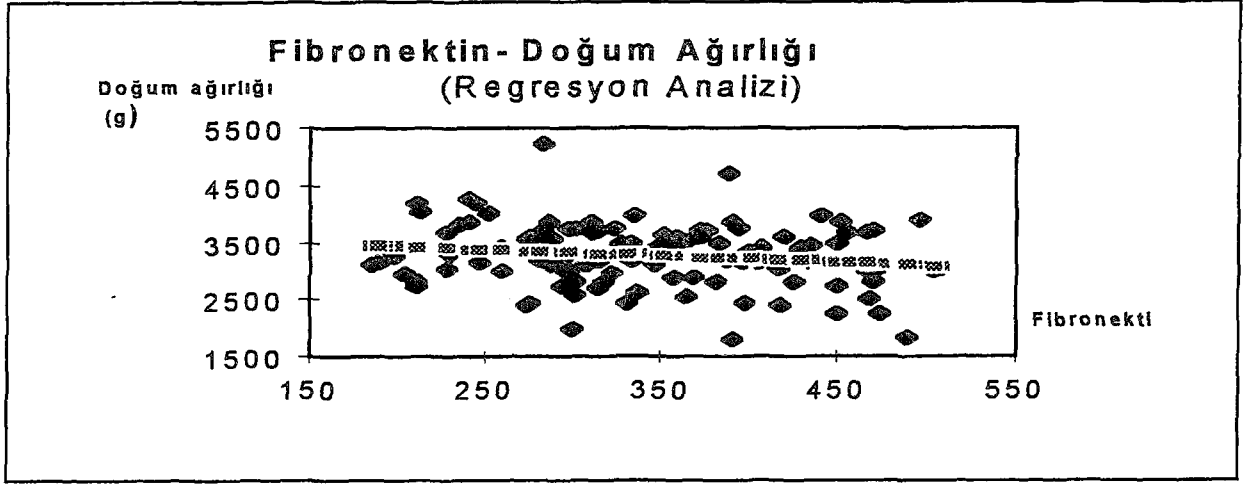 Fibronektin- Doğum Ağırlığı
(Regresyon Analizi)
Doğum ağırlığı
(g)
5500
4500
3500
2500
1500
150 250 350 450 550
Fibronekti